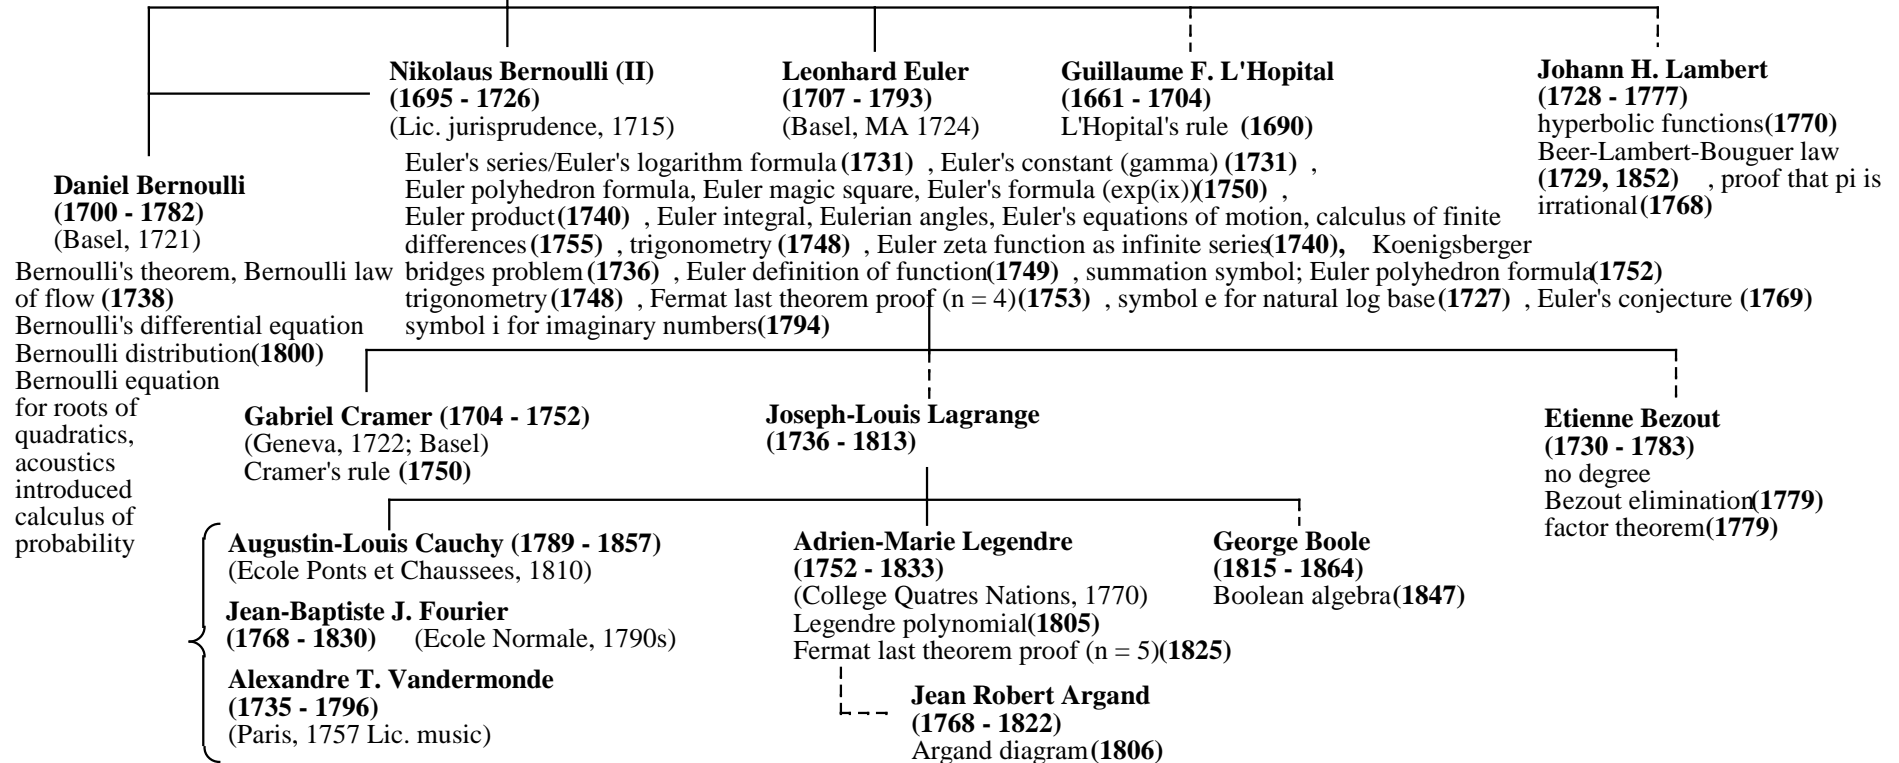 Nikolaus Bernoulli (II)
(1695 - 1726)
(Lic. jurisprudence, 1715)
Leonhard Euler
(1707 - 1793)
(Basel, MA 1724)
Guillaume F. L'Hopital
(1661 - 1704)
L'Hopital's rule (1690)
Johann H. Lambert
(1728 - 1777)
hyperbolic functions(1770)
Beer-Lambert-Bouguer law
(1729, 1852) , proof that pi is
irrational(1768)
Daniel Bernoulli
(1700 - 1782)
(Basel, 1721)
Bernoulli's theorem, Bernoulli law
of flow (1738)
Bernoulli's differential equation
Bernoulli distribution(1800)
Bernoulli equation
for roots of
quadratics,
acoustics
introduced
calculus of
probability
Euler's series/Euler's logarithm formula (1731) , Euler's constant (gamma) (1731) ,
Euler polyhedron formula, Euler magic square, Euler's formula (exp(ix))(1750) ,
Euler product(1740) , Euler integral, Eulerian angles, Euler's equations of motion, calculus of finite
differences (1755) , trigonometry (1748) , Euler zeta function as infinite series(1740), Koenigsberger
bridges problem (1736) , Euler definition of function(1749) , summation symbol; Euler polyhedron formula(1752)
trigonometry (1748) , Fermat last theorem proof (n = 4)(1753) , symbol e for natural log base (1727) , Euler's conjecture (1769)
symbol i for imaginary numbers(1794)
Gabriel Cramer (1704 - 1752)
(Geneva, 1722; Basel)
Cramer's rule (1750)
Joseph-Louis Lagrange
(1736 - 1813)
Etienne Bezout
(1730 - 1783)
no degree
Bezout elimination(1779)
factor theorem(1779)
Augustin-Louis Cauchy (1789 - 1857)
(Ecole Ponts et Chaussees, 1810)
Jean-Baptiste J. Fourier
(1768 - 1830) (Ecole Normale, 1790s)
Alexandre T. Vandermonde
(1735 - 1796)
(Paris, 1757 Lic. music)
Adrien-Marie Legendre
(1752 - 1833)
(College Quatres Nations, 1770)
Legendre polynomial(1805)
Fermat last theorem proof (n = 5)(1825)
George Boole
(1815 - 1864)
Boolean algebra(1847)
Jean Robert Argand
(1768 - 1822)
Argand diagram(1806)